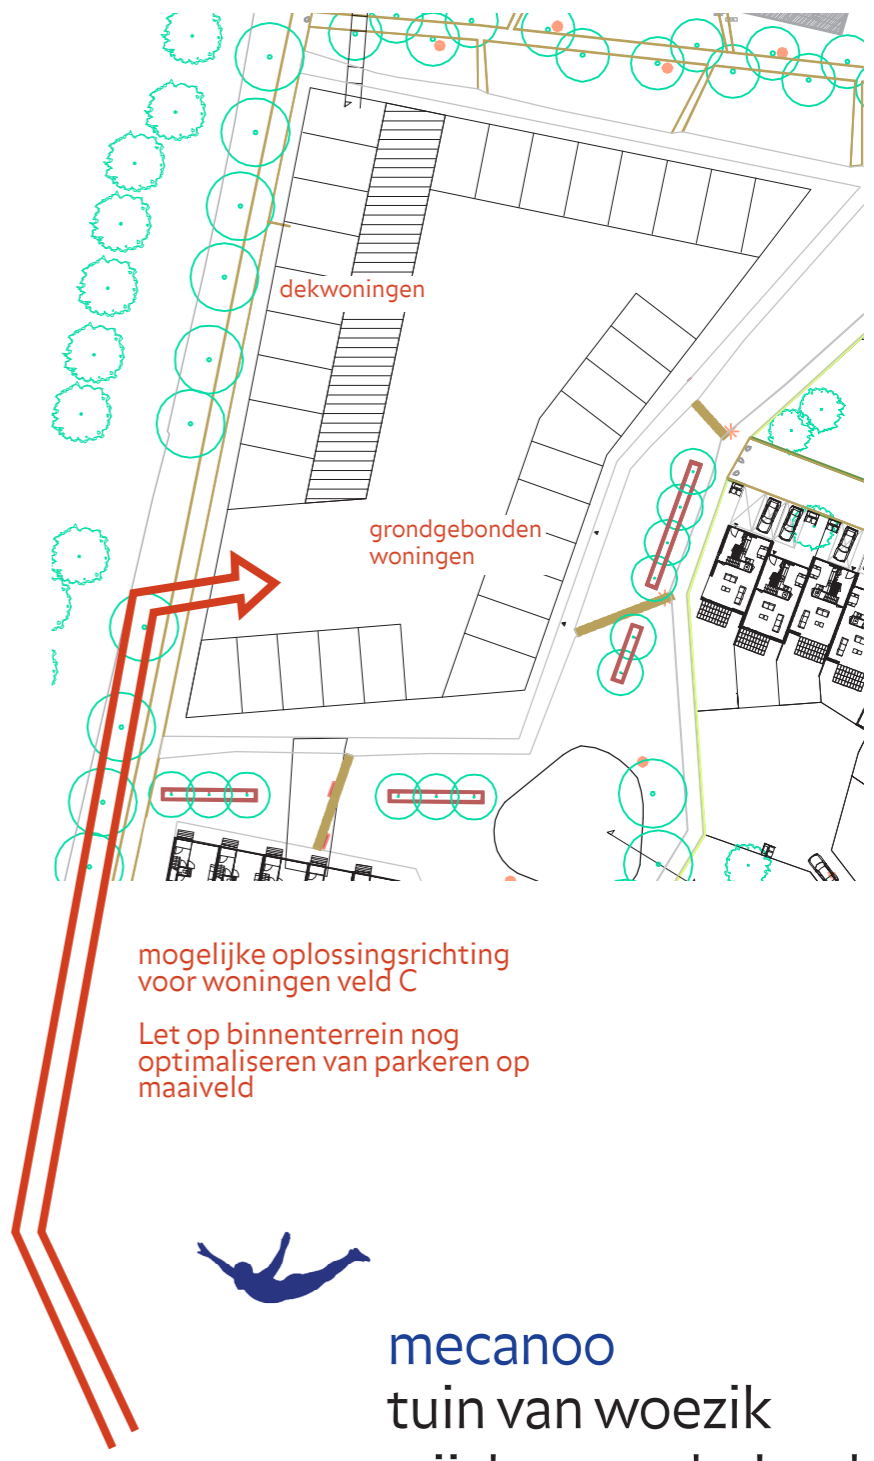 dekwoningen
grondgebonden
woningen
mogelijke oplossingsrichting
voor woningen veld C
Let op binnenterrein nog
optimaliseren van parkeren op
maaiveld
mecanoo
tuin van woezik